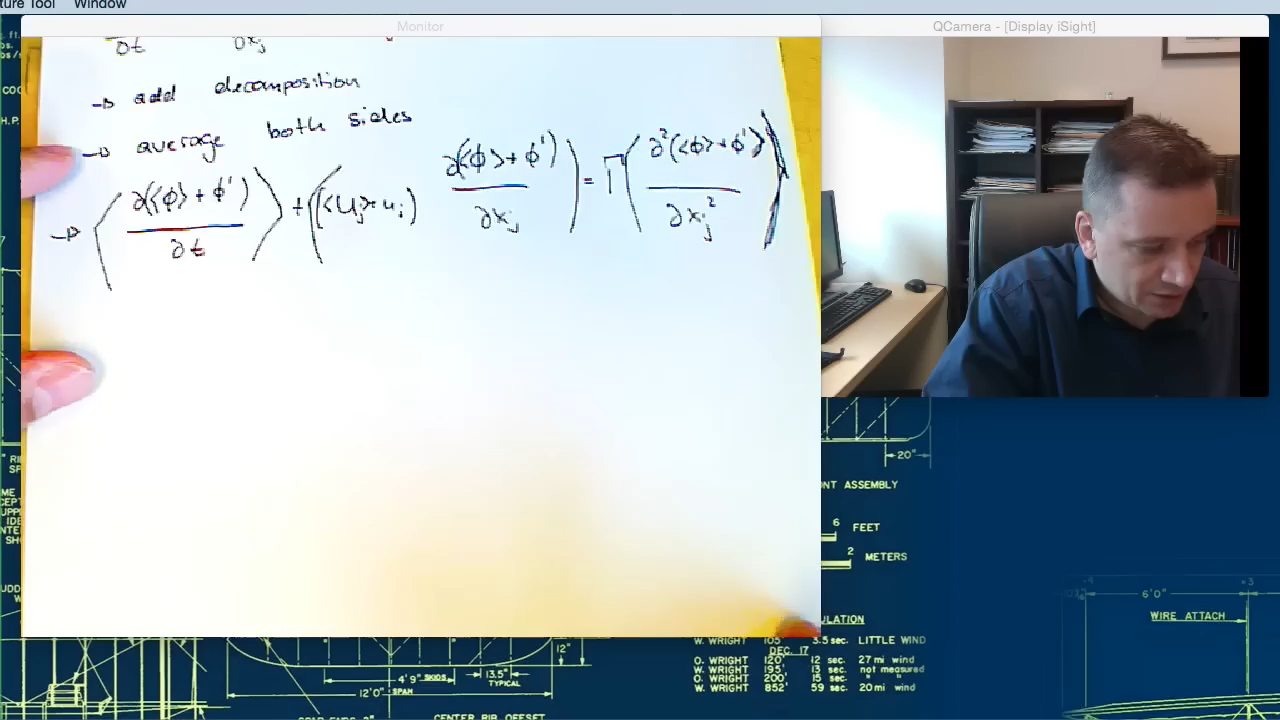 ture Tool Window
Monitor
QCamera - [Display iSight]
∂t ∂xj
→ add decomposition
→ average both sides
→ ⟨ ∂(⟨ϕ⟩ + ϕ') / ∂t ⟩ + ⟨ (⟨Uj⟩ + uj) ∂(⟨ϕ⟩ + ϕ') / ∂xj ⟩ = Γ ⟨ ∂²(⟨ϕ⟩ + ϕ') / ∂xj² ⟩
20"
NT ASSEMBLY
6 FEET
2 METERS
+3
6'0"
WIRE ATTACH
ULATION
W. WRIGHT 105' 3.5 sec. LITTLE WIND
DEC. 17
O. WRIGHT 120' 12 sec. 27 mi wind
W. WRIGHT 195' 13 sec. not measured
O. WRIGHT 200' 15 sec. " "
W. WRIGHT 852' 59 sec. 20 mi wind
12"
4'9" SKIDS
13.5" TYPICAL
12'0" SPAN
CENTER RIB OFFSET